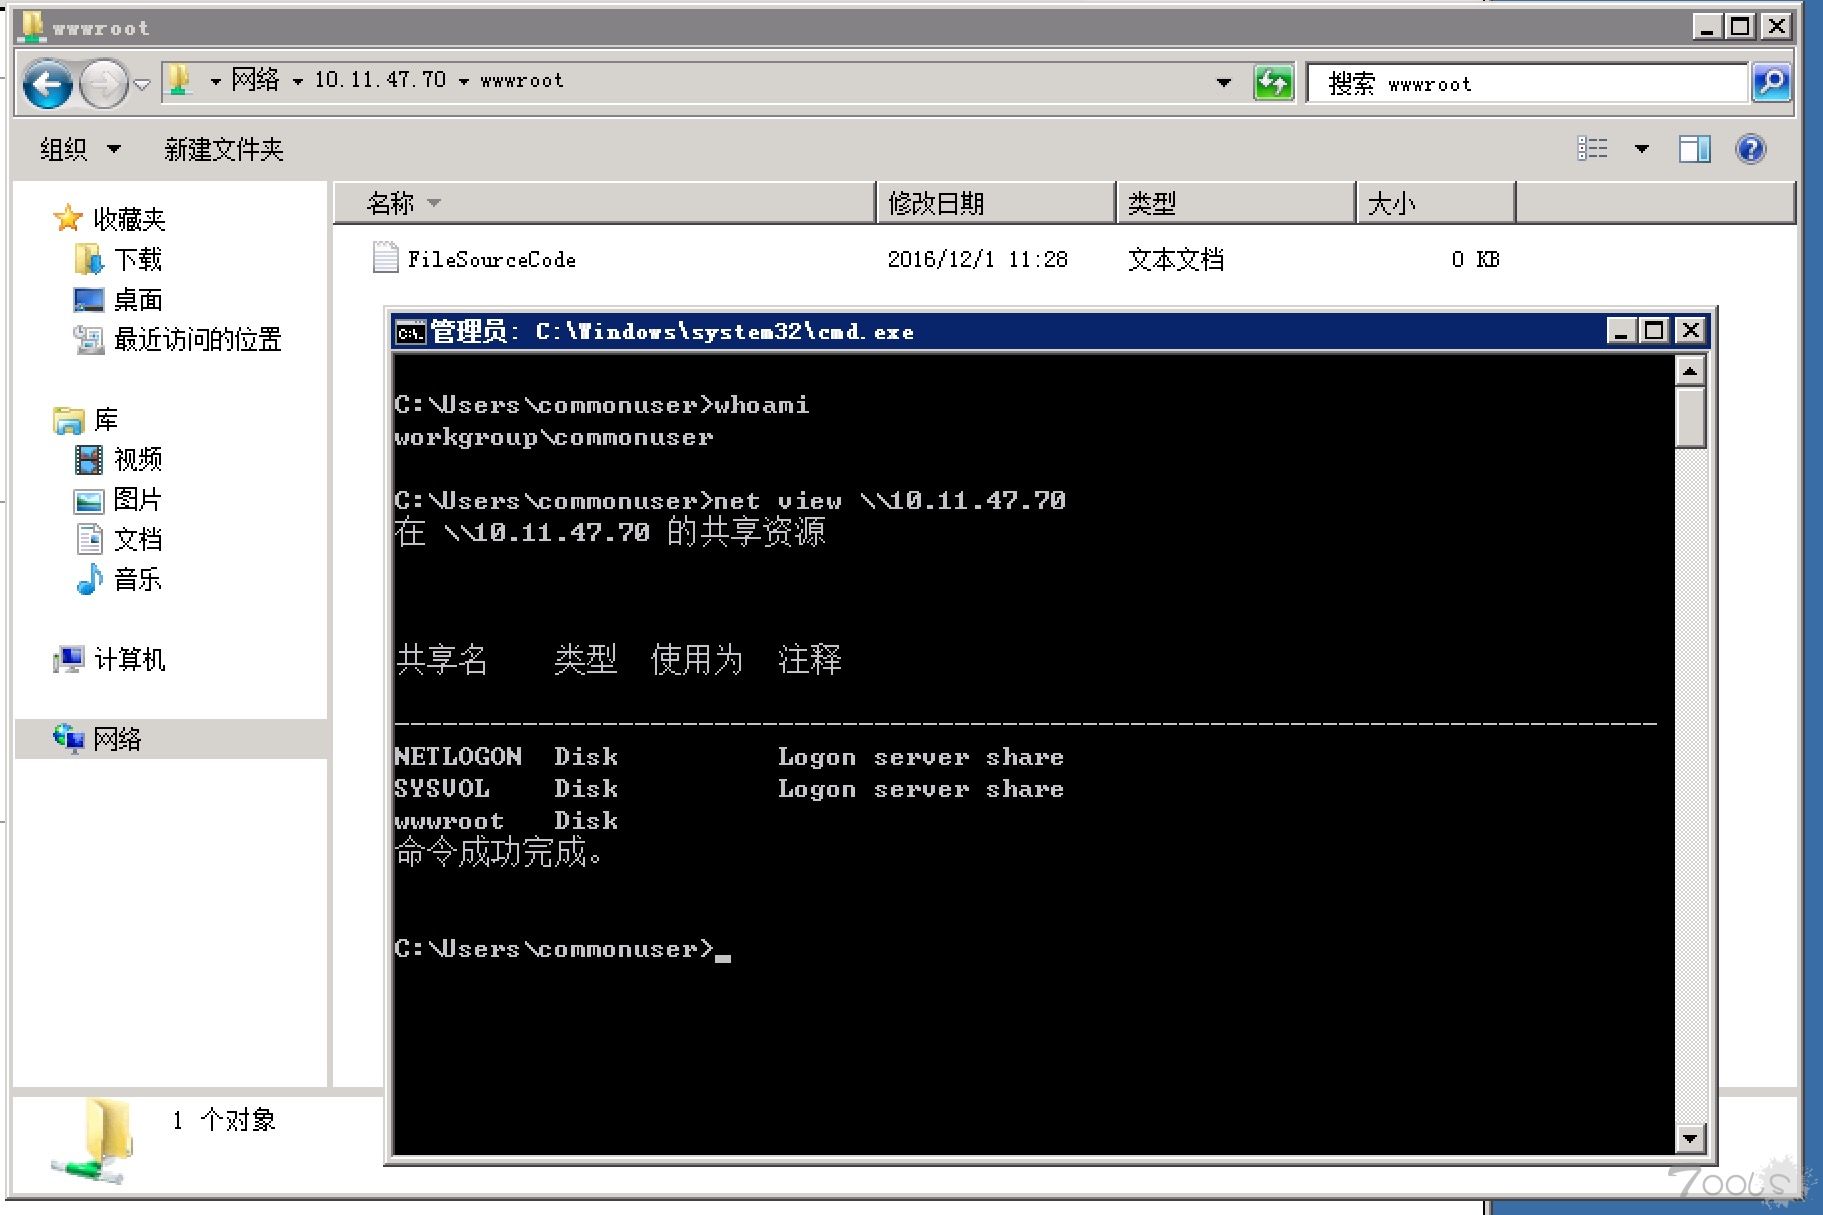 wwwroot
网络 10.11.47.70 wwwroot
搜索 wwwroot
组织 新建文件夹
名称 修改日期 类型 大小
收藏夹
下载
桌面
最近访问的位置
库
视频
图片
文档
音乐
计算机
网络
FileSourceCode 2016/12/1 11:28 文本文档 0 KB
管理员: C:\Windows\system32\cmd.exe
C:\Users\commonuser>whoami
workgroup\commonuser
C:\Users\commonuser>net view \\10.11.47.70
在 \\10.11.47.70 的共享资源
共享名 类型 使用为 注释
-------------------------------------------------------------------------------
NETLOGON Disk Logon server share
SYSVOL Disk Logon server share
wwwroot Disk
命令成功完成。
C:\Users\commonuser>_
1 个对象
7ools